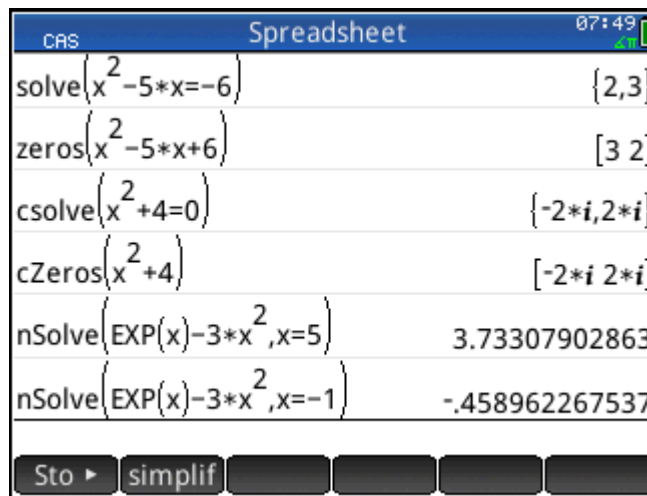 CAS Spreadsheet 07:49
∡π
solve(x²-5*x=-6) {2,3}
zeros(x²-5*x+6) [3 2]
csolve(x²+4=0) {-2*i,2*i}
cZeros(x²+4) [-2*i 2*i]
nSolve(EXP(x)-3*x²,x=5) 3.73307902863
nSolve(EXP(x)-3*x²,x=-1) -.458962267537
Sto ► simplif